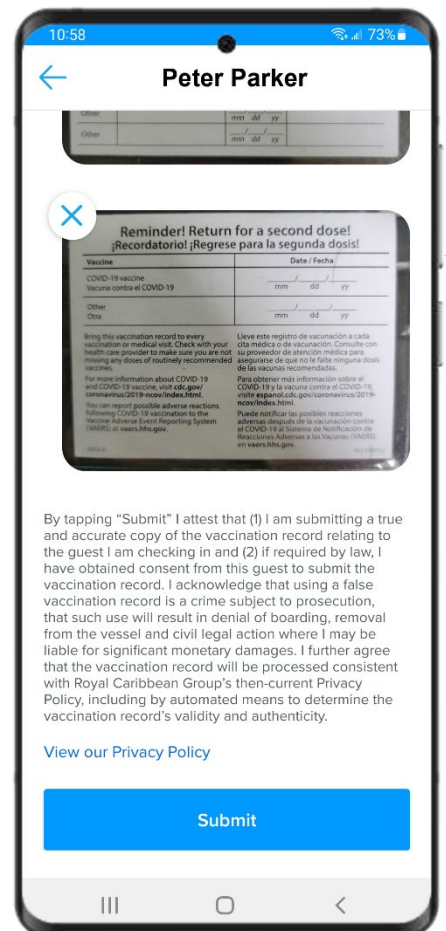 10:58 73%
Peter Parker
Other
mm dd yy
Other
mm dd yy
Reminder! Return for a second dose!
¡Recordatorio! ¡Regrese para la segunda dosis!
Vaccine Date / Fecha
COVID-19 vaccine
Vacuna contra el COVID-19
mm dd yy
Other
Otra
mm dd yy
Bring this vaccination record to every
vaccination or medical visit. Check with your
health care provider to make sure you are not
missing any doses of routinely recommended
vaccines.
For more information about COVID-19
and COVID-19 vaccine, visit cdc.gov/
coronavirus/2019-ncov/index.html.
You can report possible adverse reactions
following COVID-19 vaccination to the
Vaccine Adverse Event Reporting System
(VAERS) at vaers.hhs.gov.
Lleve este registro de vacunación a cada
cita médica o de vacunación. Consulte con
su proveedor de atención médica para
asegurarse de que no le falte ninguna dosis
de las vacunas recomendadas.
Para obtener más información sobre el
COVID-19 y la vacuna contra el COVID-19,
visite espanol.cdc.gov/coronavirus/2019-
ncov/index.html.
Puede notificar las posibles reacciones
adversas después de la vacunación contra
el COVID-19 al Sistema de Notificación de
Reacciones Adversas a las Vacunas (VAERS)
en vaers.hhs.gov.
By tapping “Submit” I attest that (1) I am submitting a true
and accurate copy of the vaccination record relating to
the guest I am checking in and (2) if required by law, I
have obtained consent from this guest to submit the
vaccination record. I acknowledge that using a false
vaccination record is a crime subject to prosecution,
that such use will result in denial of boarding, removal
from the vessel and civil legal action where I may be
liable for significant monetary damages. I further agree
that the vaccination record will be processed consistent
with Royal Caribbean Group’s then-current Privacy
Policy, including by automated means to determine the
vaccination record’s validity and authenticity.
View our Privacy Policy
Submit